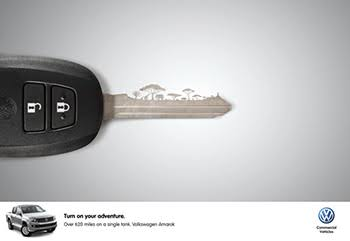 Turn on your adventure.
Over 620 miles on a single tank. Volkswagen Amarok
Commercial
Vehicles